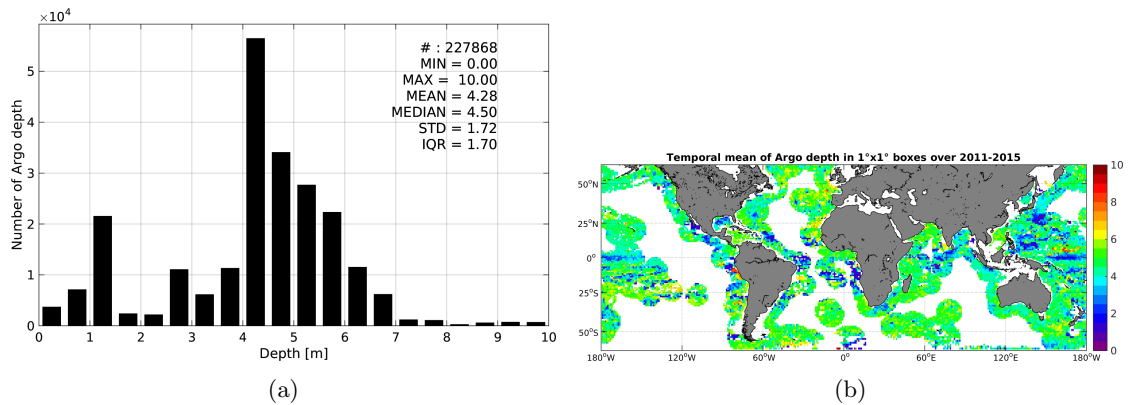 ×10⁴
# : 227868
MIN = 0.00
MAX = 10.00
MEAN = 4.28
MEDIAN = 4.50
STD = 1.72
IQR = 1.70
Number of Argo depth
5
4
3
2
1
0
0 1 2 3 4 5 6 7 8 9 10
Depth [m]
(a)
Temporal mean of Argo depth in 1°x1° boxes over 2011-2015
50°N
25°N
0°
25°S
50°S
180°W 120°W 60°W 0° 60°E 120°E 180°W
10
8
6
4
2
0
(b)